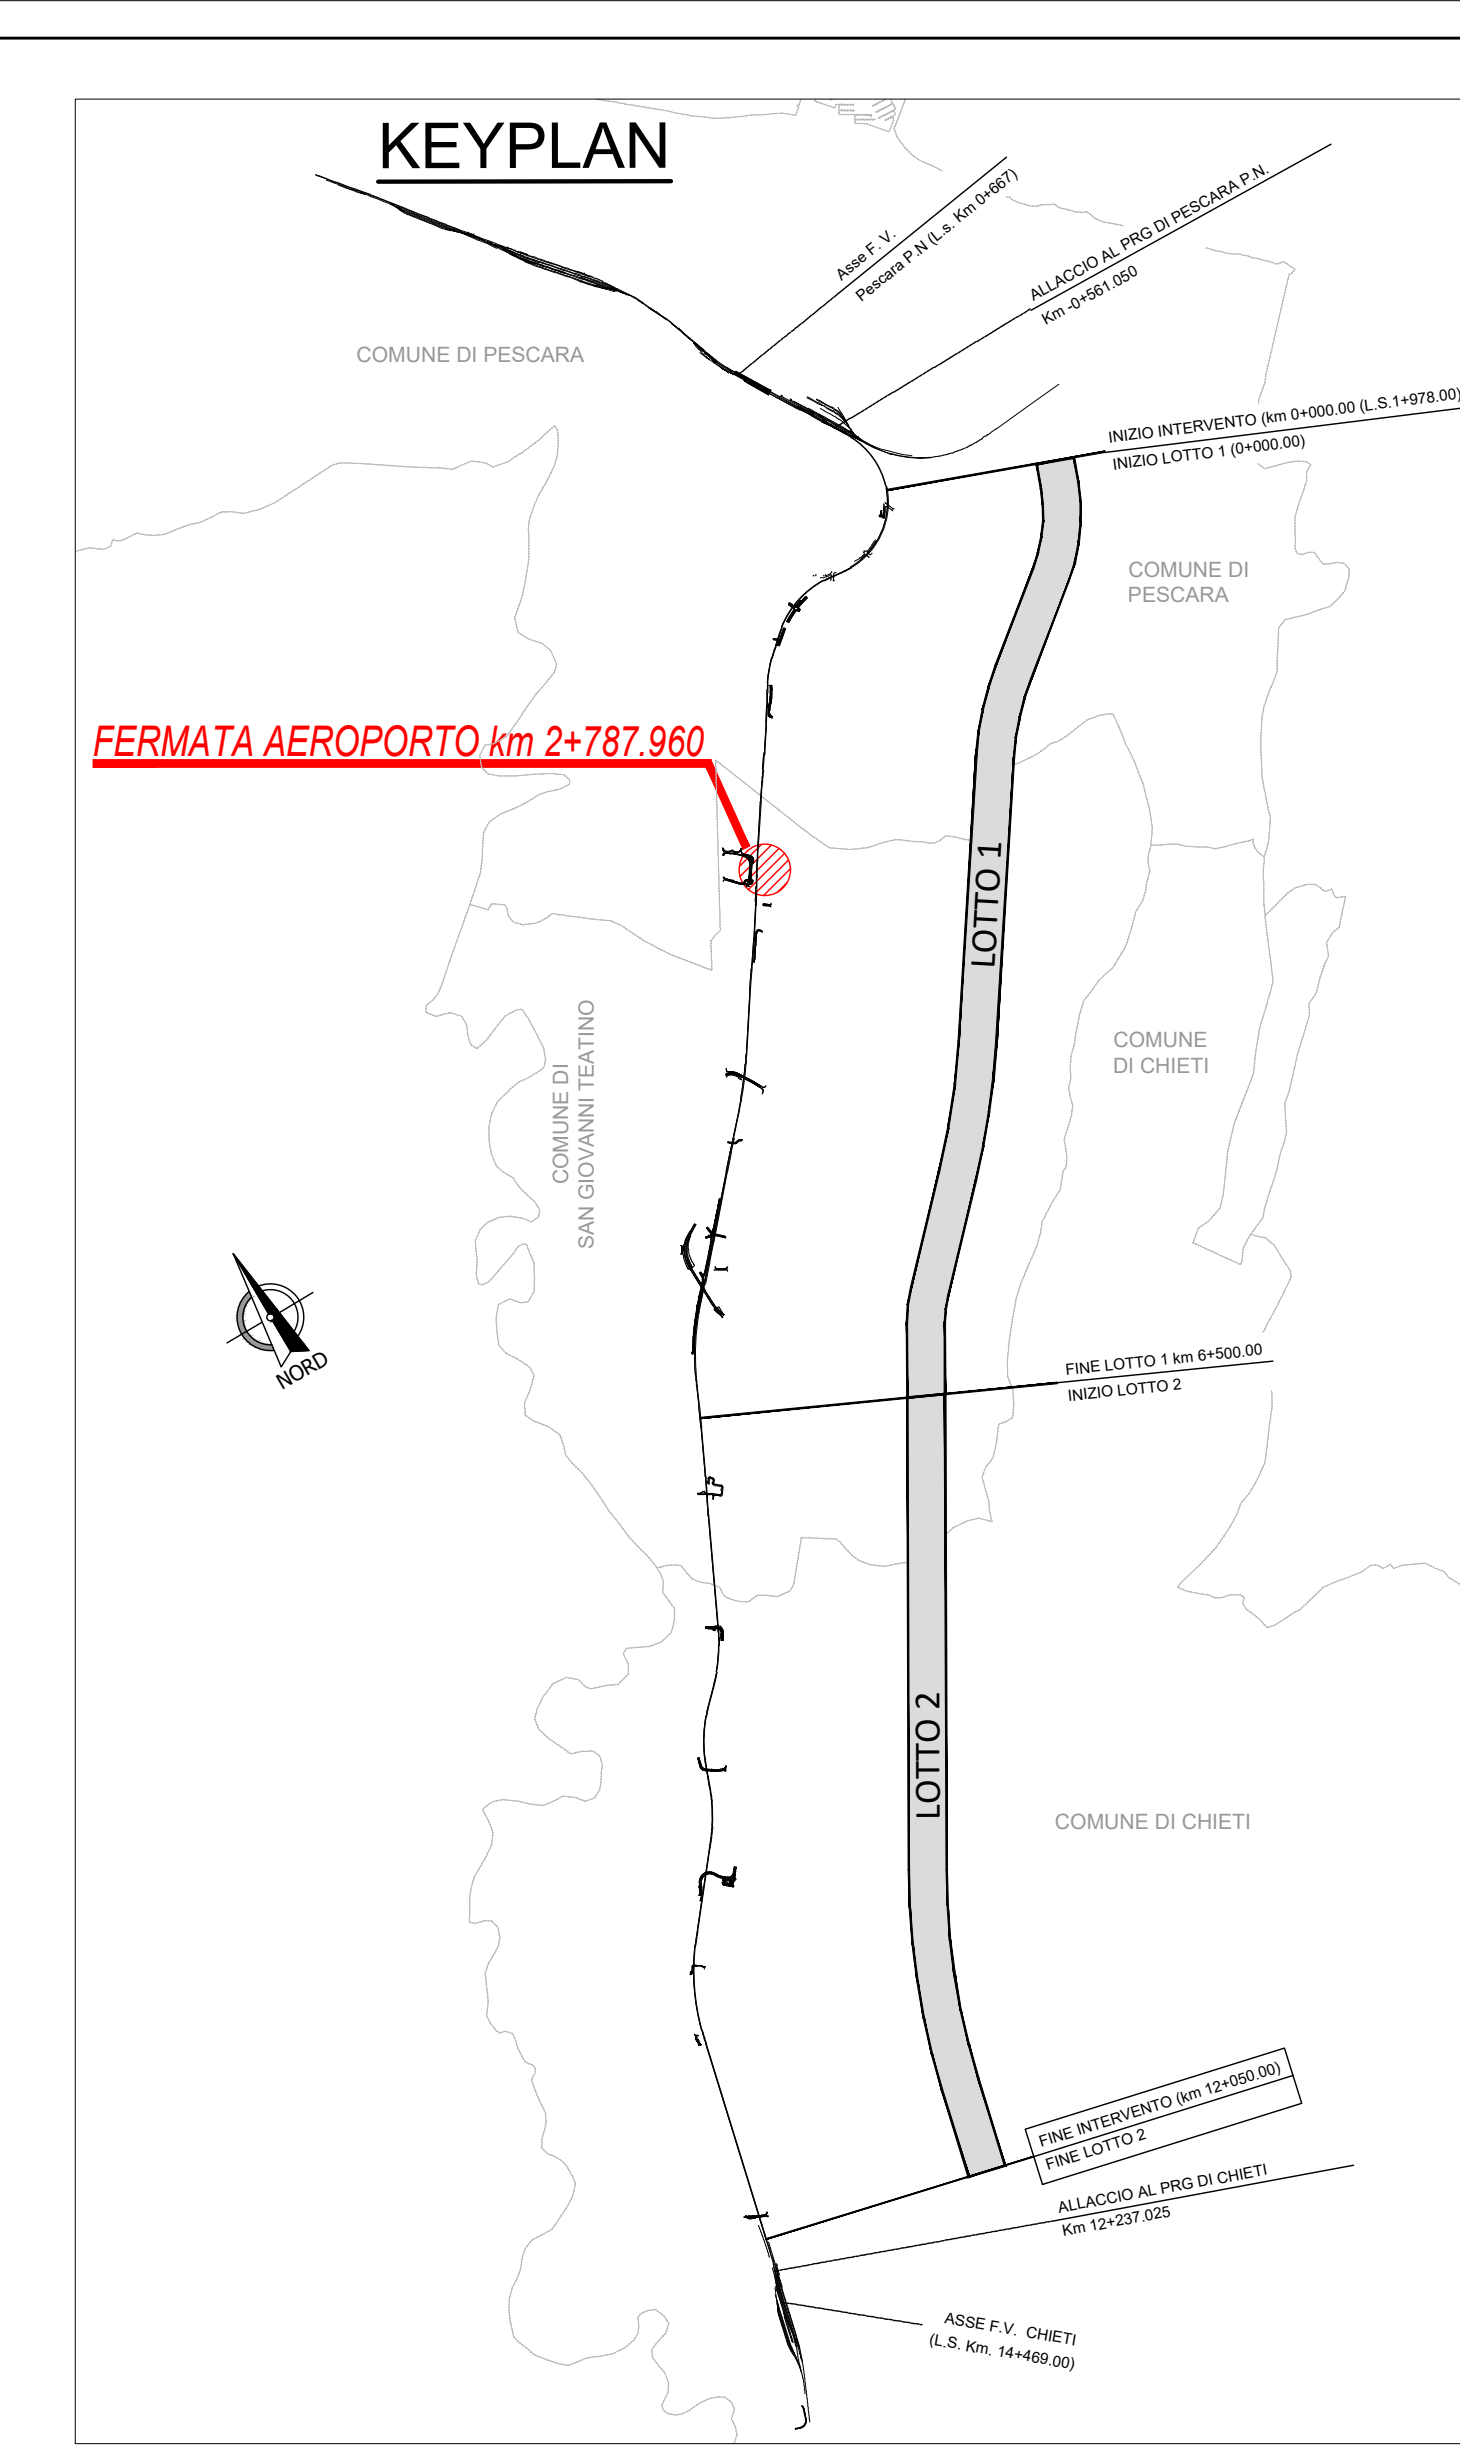 KEYPLAN
Asse F. V.
Pescara P.N (L.s. Km 0+667)
ALLACCIO AL PRG DI PESCARA P.N.
Km -0+561.050
COMUNE DI PESCARA
INIZIO INTERVENTO (km 0+000.00 (L.S.1+978.00)
INIZIO LOTTO 1 (0+000.00)
COMUNE DI
PESCARA
FERMATA AEROPORTO km 2+787.960
LOTTO 1
COMUNE DI
SAN GIOVANNI TEATINO
COMUNE
DI CHIETI
NORD
FINE LOTTO 1 km 6+500.00
INIZIO LOTTO 2
LOTTO 2
COMUNE DI CHIETI
FINE INTERVENTO (km 12+050.00)
FINE LOTTO 2
ALLACCIO AL PRG DI CHIETI
Km 12+237.025
ASSE F.V. CHIETI
(L.S. Km. 14+469.00)